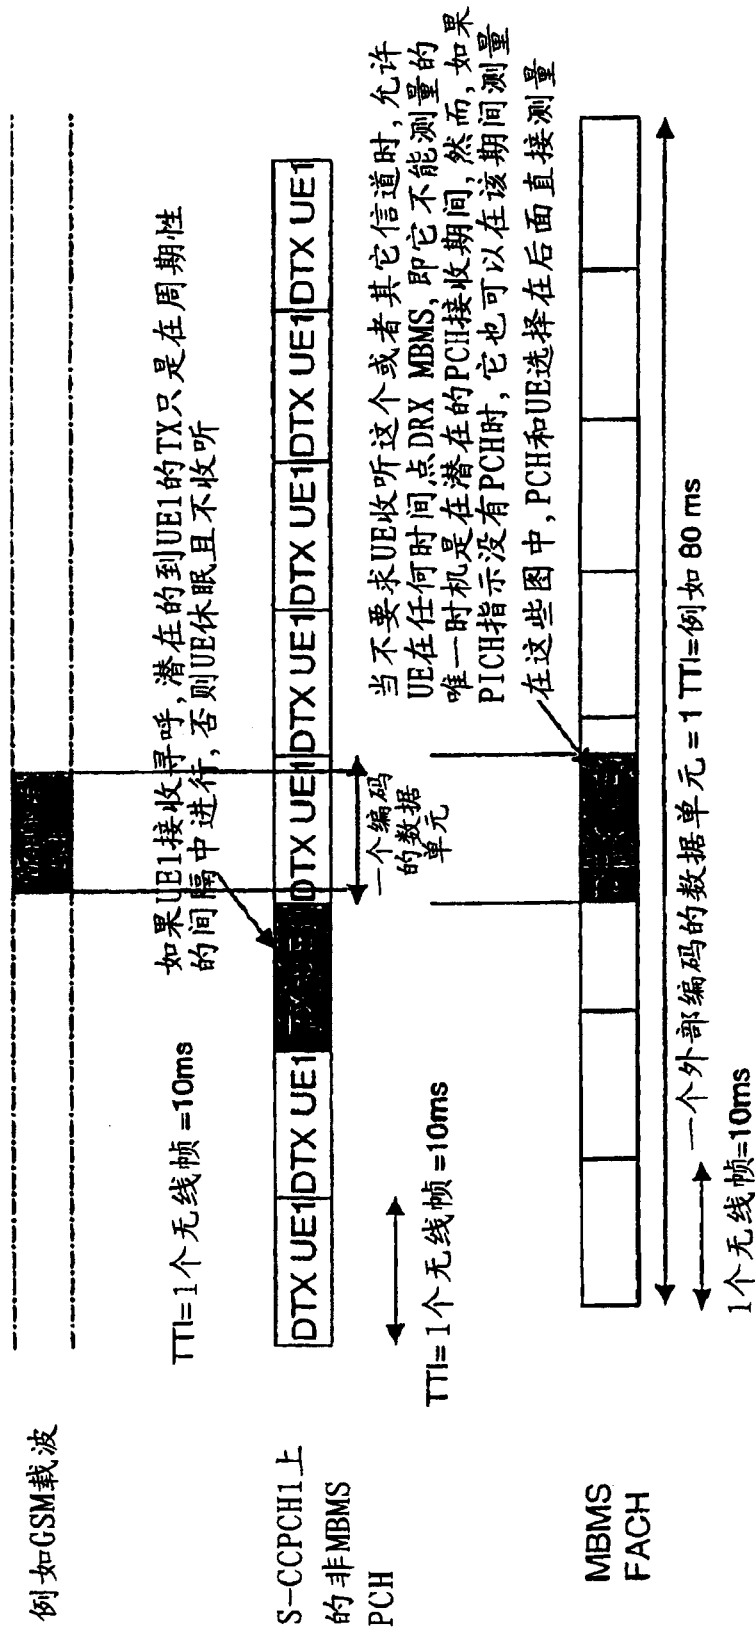 例如GSM载波
如果UE1接收寻呼,潜在的到UE1的TX只是在周期性
的间隔中进行,否则UE休眠且不收听
TTI=1个无线帧=10ms
S-CCPCH1上
的非MBMS
PCH
DTX UE1 DTX UE1 DTX UE1 DTX UE1 DTX UE1 DTX UE1 DTX UE1
一个编码
的数据
单元
TTI=1个无线帧=10ms
当不要求UE收听这个或者其它信道时,允许
UE在任何时间点DRX MBMS,即它不能测量的
唯一时机是在潜在的PCH接收期间,然而,如果
PICH指示没有PCH时,它也可以在该期间测量
在这些图中,PCH和UE选择在后面直接测量
MBMS
FACH
一个外部编码的数据单元=1 TTI=例如80 ms
1个无线帧=10ms